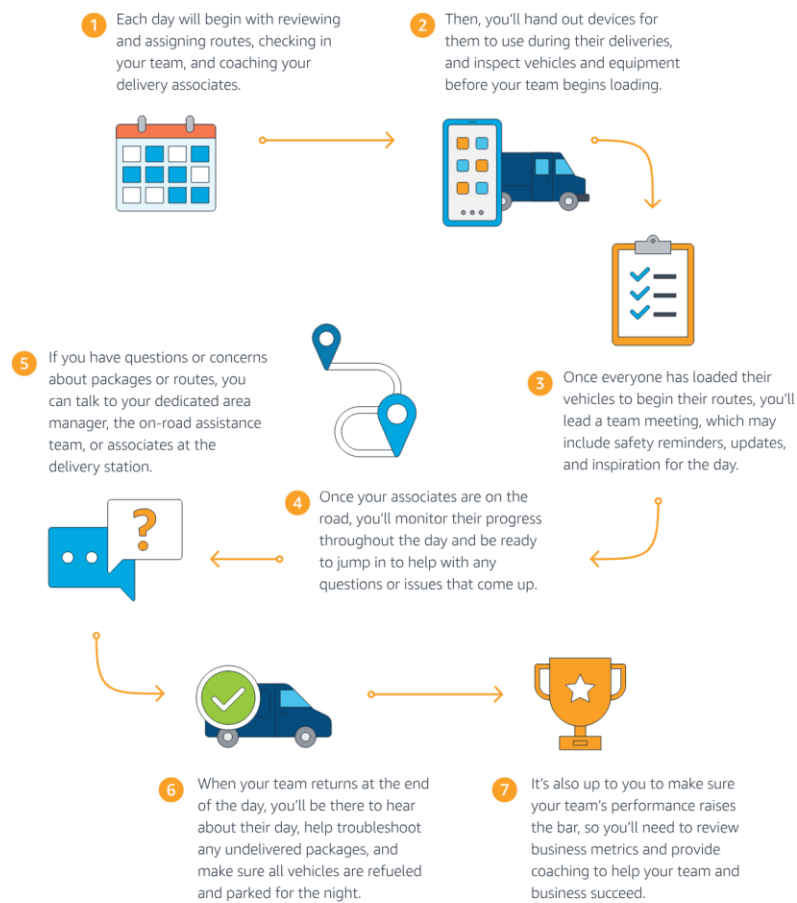 1
Each day will begin with reviewing
and assigning routes, checking in
your team, and coaching your
delivery associates.
2
Then, you'll hand out devices for
them to use during their deliveries,
and inspect vehicles and equipment
before your team begins loading.
3
Once everyone has loaded their
vehicles to begin their routes, you'll
lead a team meeting, which may
include safety reminders, updates,
and inspiration for the day.
4
Once your associates are on the
road, you'll monitor their progress
throughout the day and be ready
to jump in to help with any
questions or issues that come up.
5
If you have questions or concerns
about packages or routes, you
can talk to your dedicated area
manager, the on-road assistance
team, or associates at the
delivery station.
?
6
When your team returns at the end
of the day, you'll be there to hear
about their day, help troubleshoot
any undelivered packages, and
make sure all vehicles are refueled
and parked for the night.
7
It's also up to you to make sure
your team's performance raises
the bar, so you'll need to review
business metrics and provide
coaching to help your team and
business succeed.